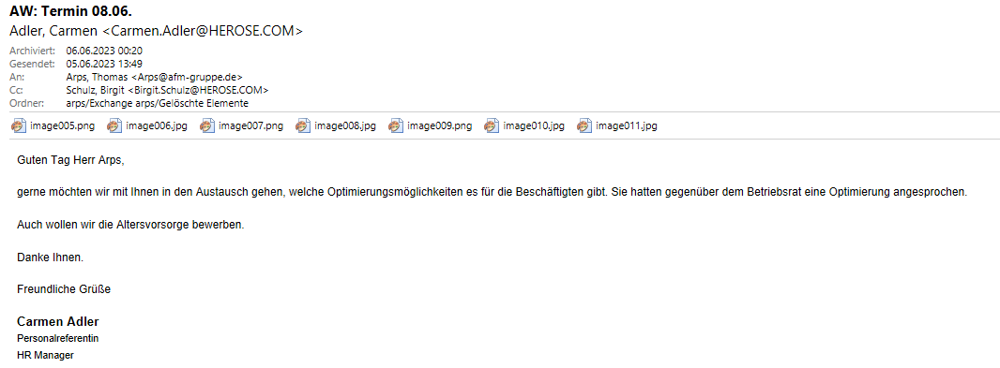 AW: Termin 08.06.
Adler, Carmen <Carmen.Adler@HEROSE.COM>
Archiviert: 06.06.2023 00:20
Gesendet: 05.06.2023 13:49
An: Arps, Thomas <Arps@afm-gruppe.de>
Cc: Schulz, Birgit <Birgit.Schulz@HEROSE.COM>
Ordner: arps/Exchange arps/Gelöschte Elemente
image005.png image006.jpg image007.png image008.jpg image009.png image010.jpg image011.jpg
Guten Tag Herr Arps,
gerne möchten wir mit Ihnen in den Austausch gehen, welche Optimierungsmöglichkeiten es für die Beschäftigten gibt. Sie hatten gegenüber dem Betriebsrat eine Optimierung angesprochen.
Auch wollen wir die Altersvorsorge bewerben.
Danke Ihnen.
Freundliche Grüße
Carmen Adler
Personalreferentin
HR Manager